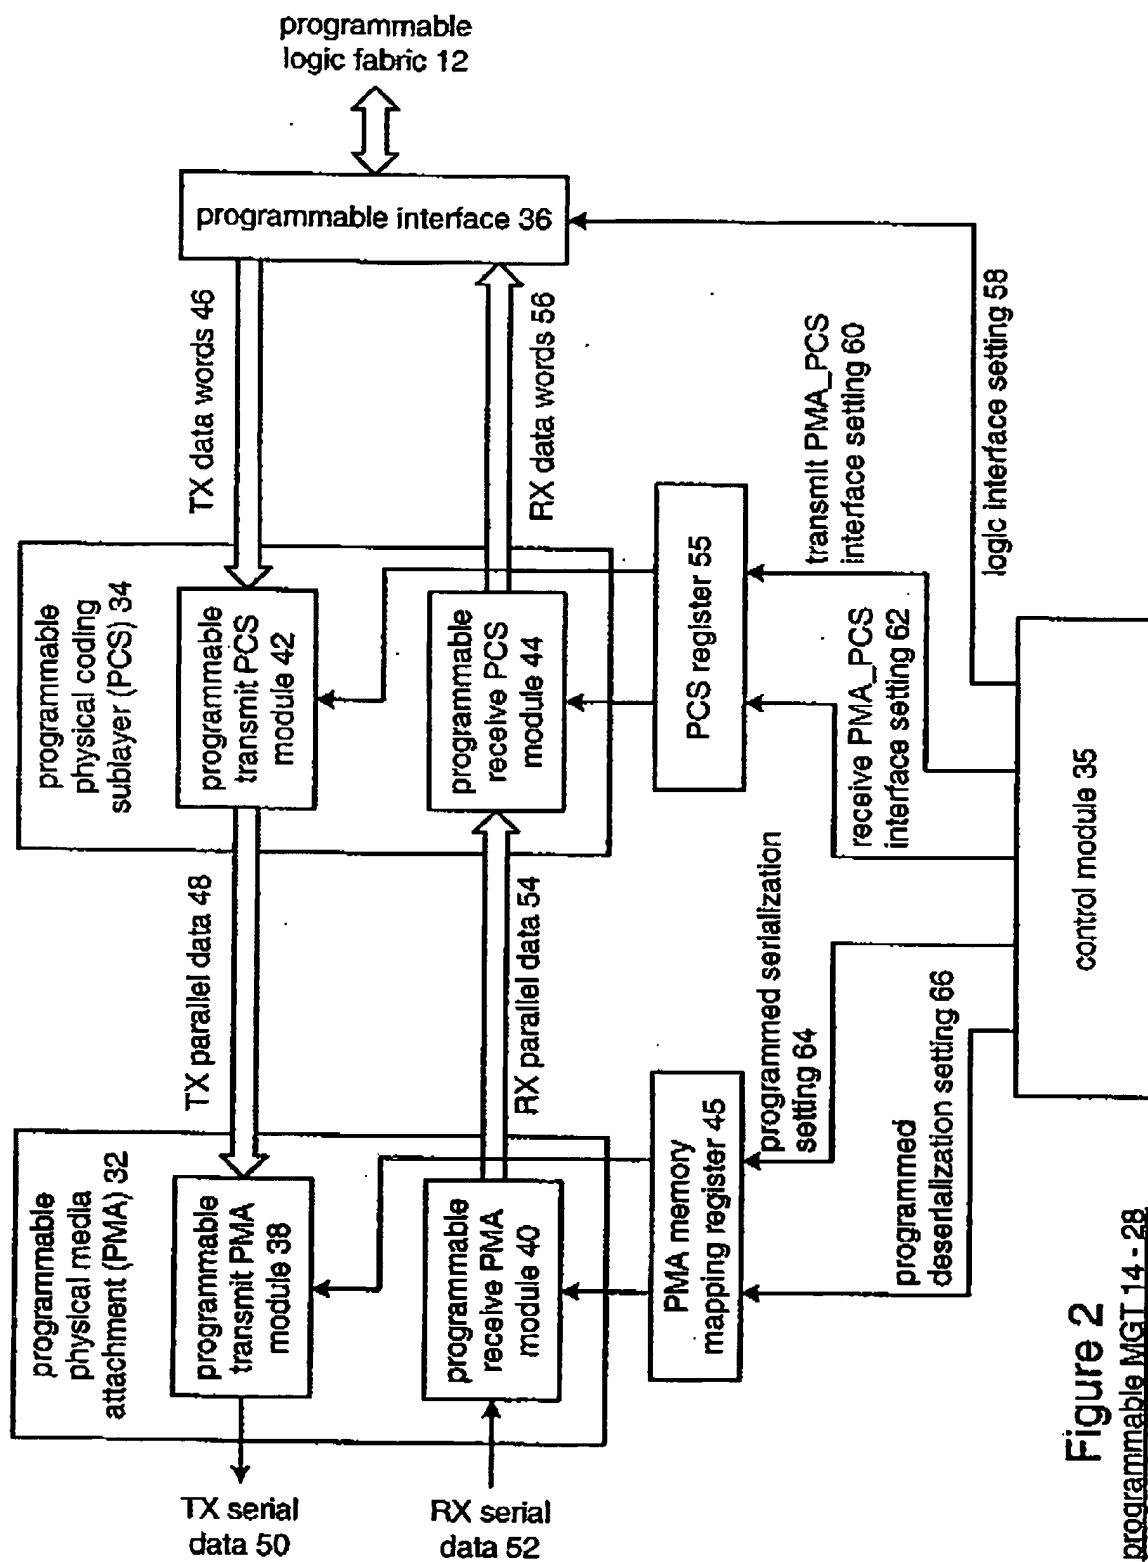 programmable
logic fabric 12
programmable interface 36
TX data words 46
RX data words 56
programmable
physical coding
sublayer (PCS) 34
programmable
transmit PCS
module 42
programmable
receive PCS
module 44
TX parallel data 48
RX parallel data 54
programmable
physical media
attachment (PMA) 32
programmable
transmit PMA
module 38
programmable
receive PMA
module 40
TX serial
data 50
RX serial
data 52
PCS register 55
PMA memory
mapping register 45
logic interface setting 58
transmit PMA_PCS
interface setting 60
receive PMA_PCS
interface setting 62
programmed serialization
setting 64
programmed
deserialization setting 66
control module 35
Figure 2
programmable MGT 14 - 28